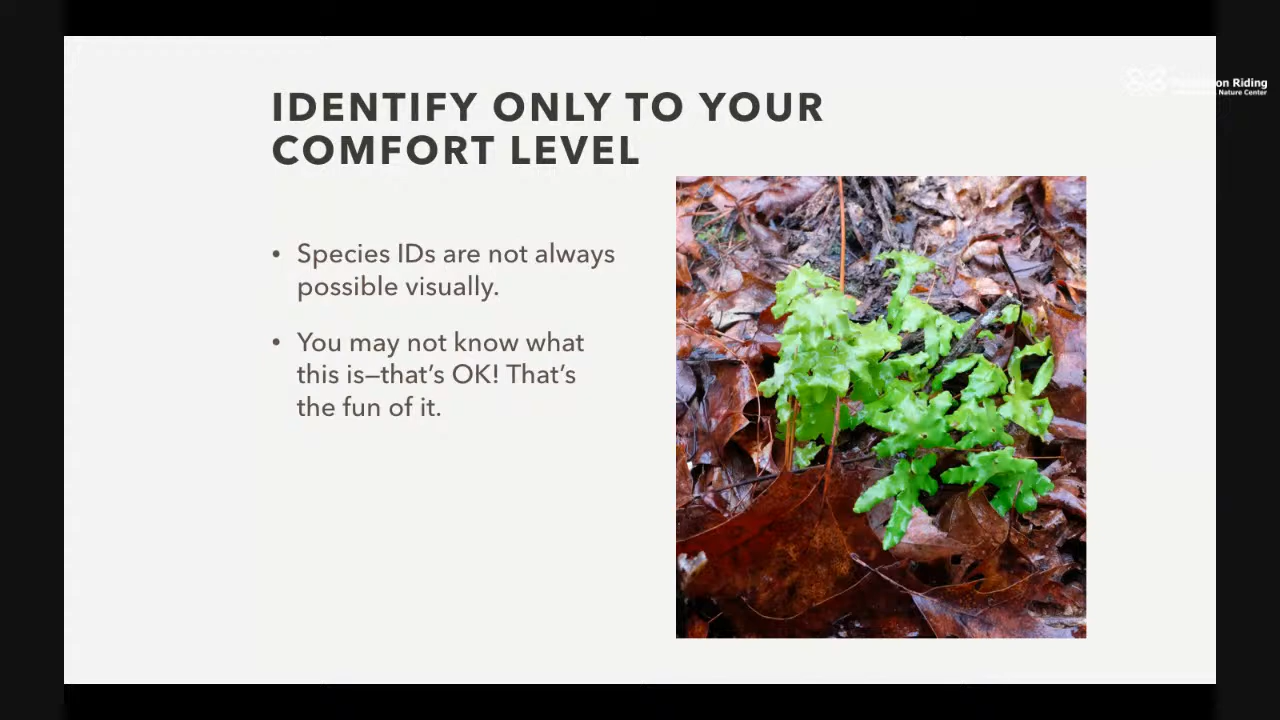 IDENTIFY ONLY TO YOUR
COMFORT LEVEL
• Species IDs are not always
possible visually.
• You may not know what
this is—that's OK! That's
the fun of it.
Riding
Nature Center